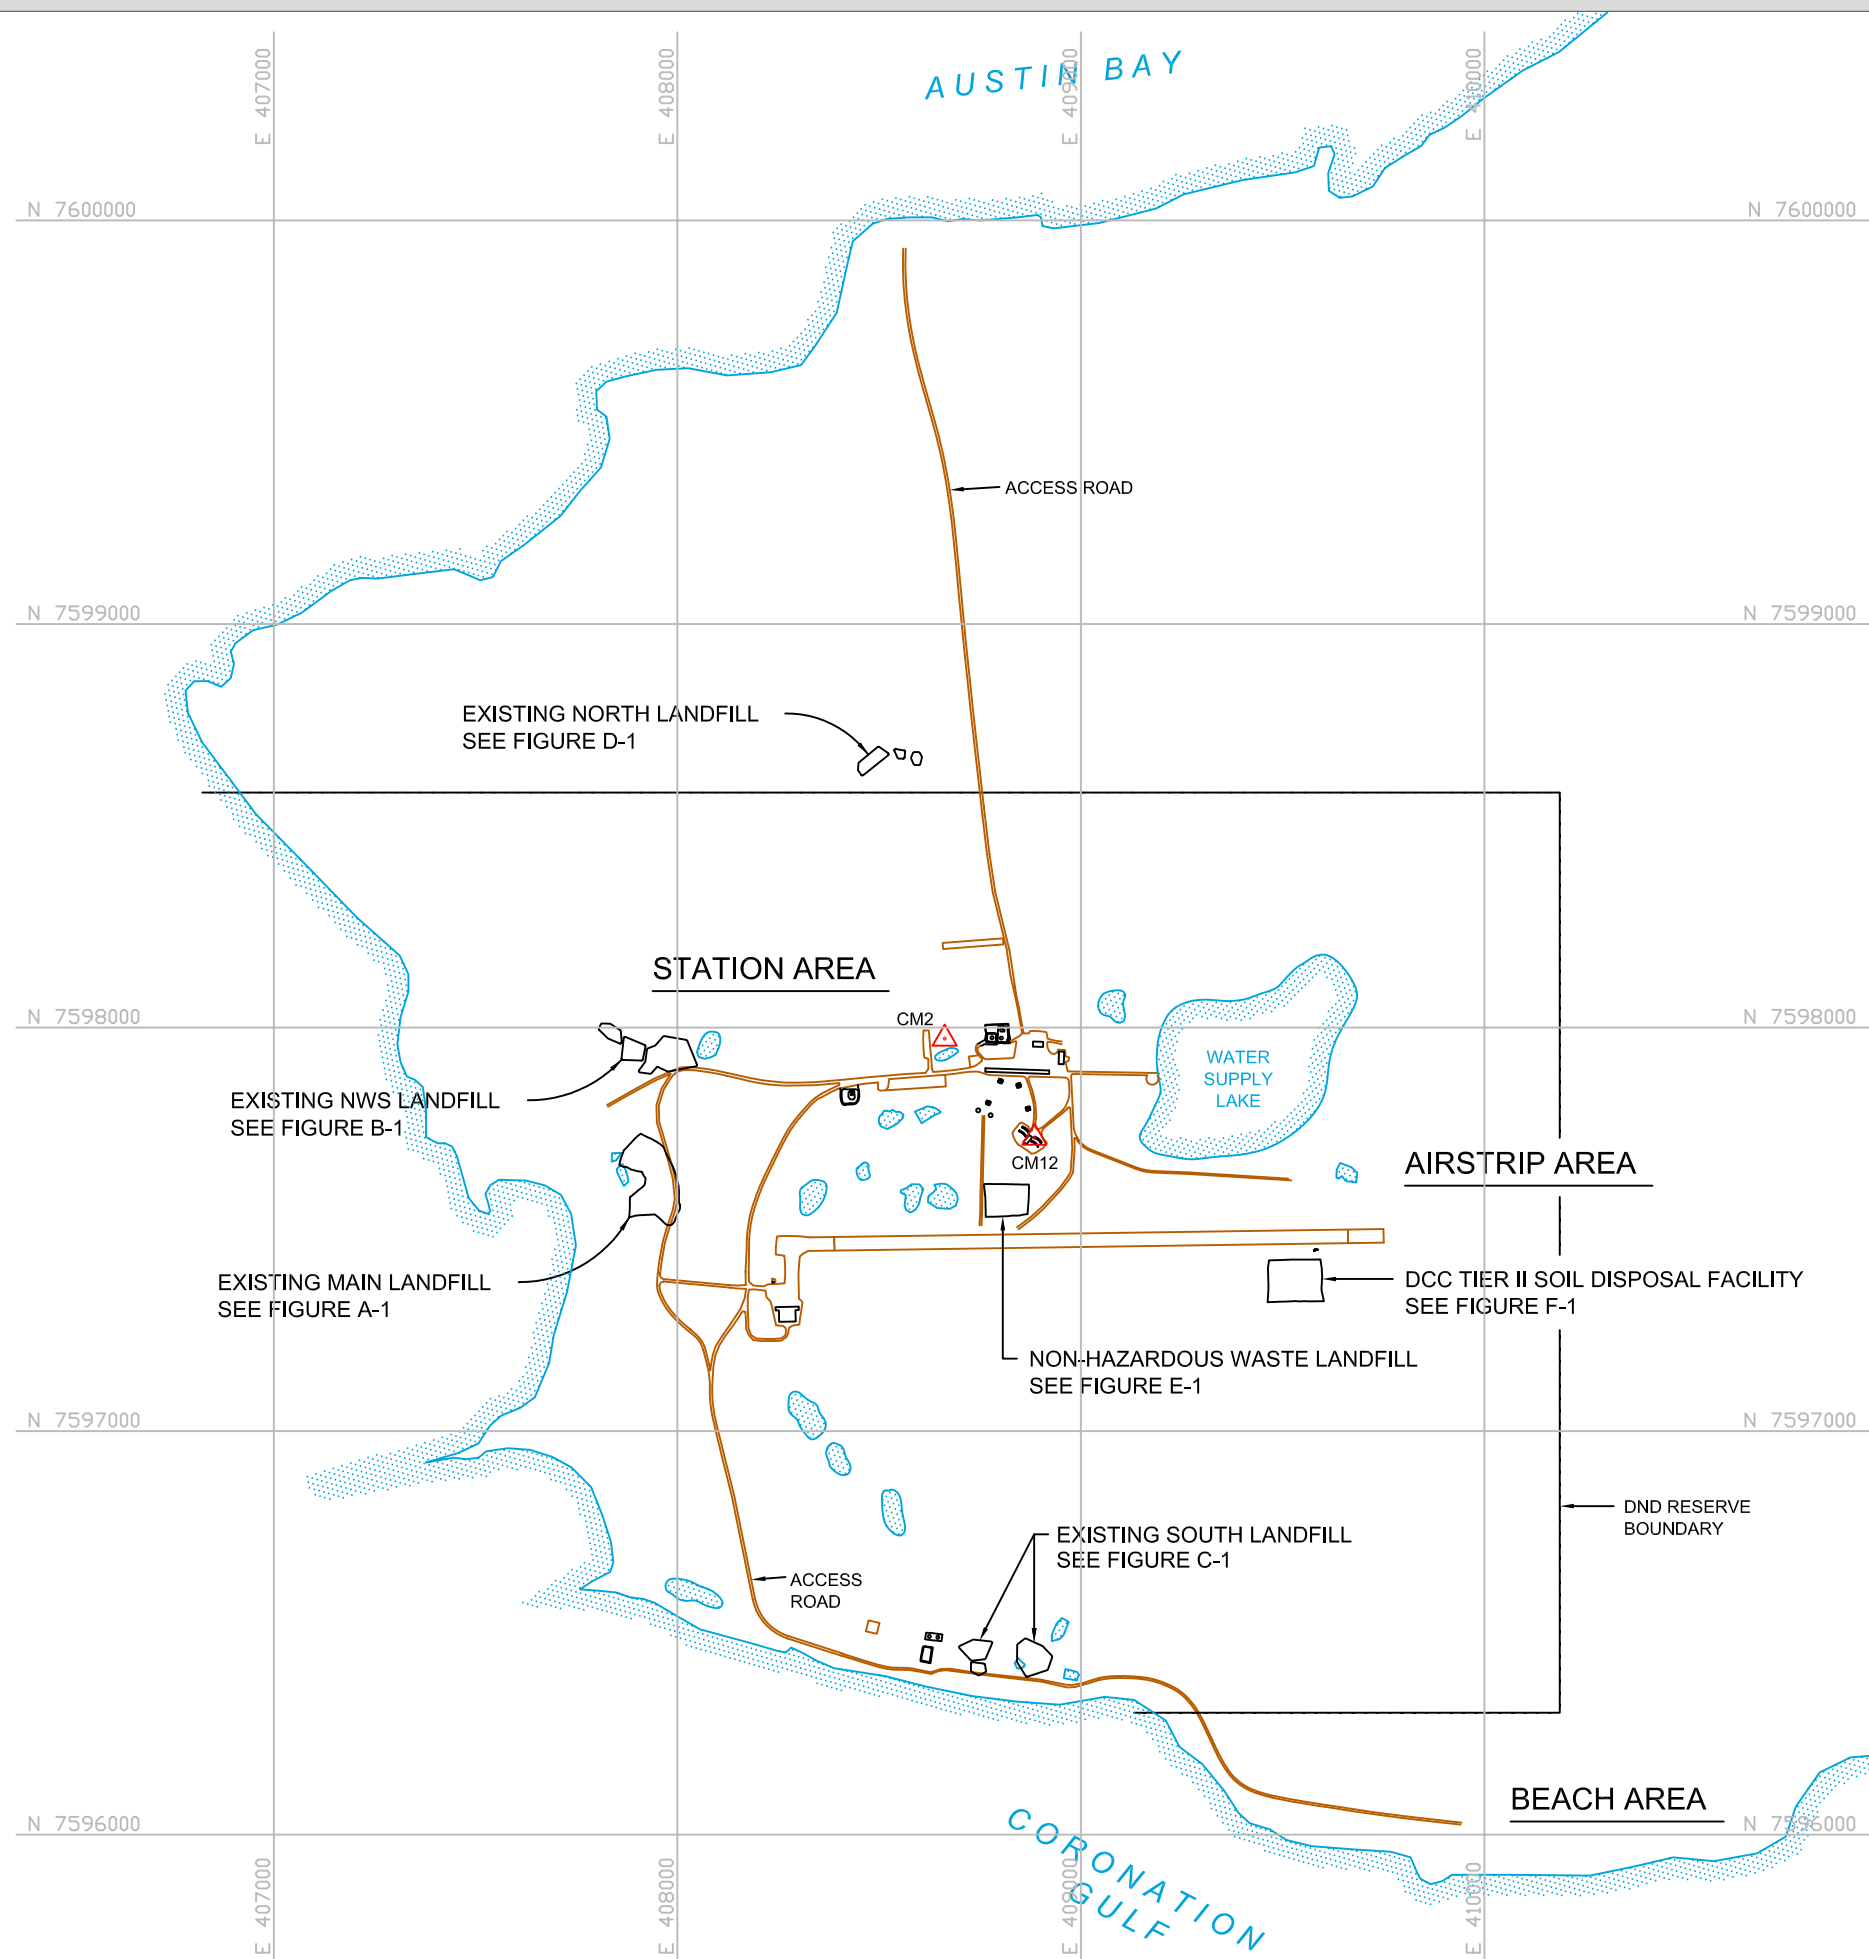 AUSTIN BAY
E 407000
E 408000
E 409000
E 410000
N 7600000
N 7600000
ACCESS ROAD
N 7599000
N 7599000
EXISTING NORTH LANDFILL
SEE FIGURE D-1
STATION AREA
N 7598000
CM2
N 7598000
WATER
SUPPLY
LAKE
EXISTING NWS LANDFILL
SEE FIGURE B-1
CM12
AIRSTRIP AREA
EXISTING MAIN LANDFILL
SEE FIGURE A-1
DCC TIER II SOIL DISPOSAL FACILITY
SEE FIGURE F-1
NON-HAZARDOUS WASTE LANDFILL
SEE FIGURE E-1
N 7597000
N 7597000
DND RESERVE
BOUNDARY
EXISTING SOUTH LANDFILL
SEE FIGURE C-1
ACCESS
ROAD
BEACH AREA
N 7596000
N 7596000
CORONATION
GULF
E 407000
E 408000
E 409000
E 410000